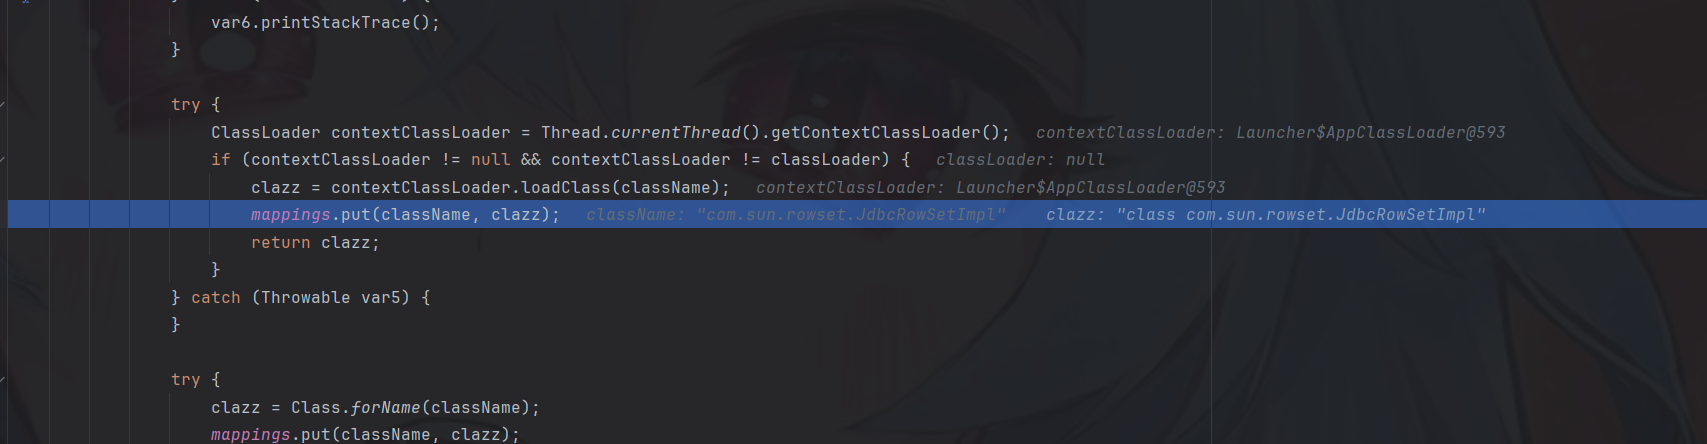 var6.printStackTrace();
}
try {
ClassLoader contextClassLoader = Thread.currentThread().getContextClassLoader(); contextClassLoader: Launcher$AppClassLoader@593
if (contextClassLoader != null && contextClassLoader != classLoader) { classLoader: null
clazz = contextClassLoader.loadClass(className); contextClassLoader: Launcher$AppClassLoader@593
mappings.put(className, clazz); className: "com.sun.rowset.JdbcRowSetImpl" clazz: "class com.sun.rowset.JdbcRowSetImpl"
return clazz;
}
} catch (Throwable var5) {
}
try {
clazz = Class.forName(className);
mappings.put(className, clazz);